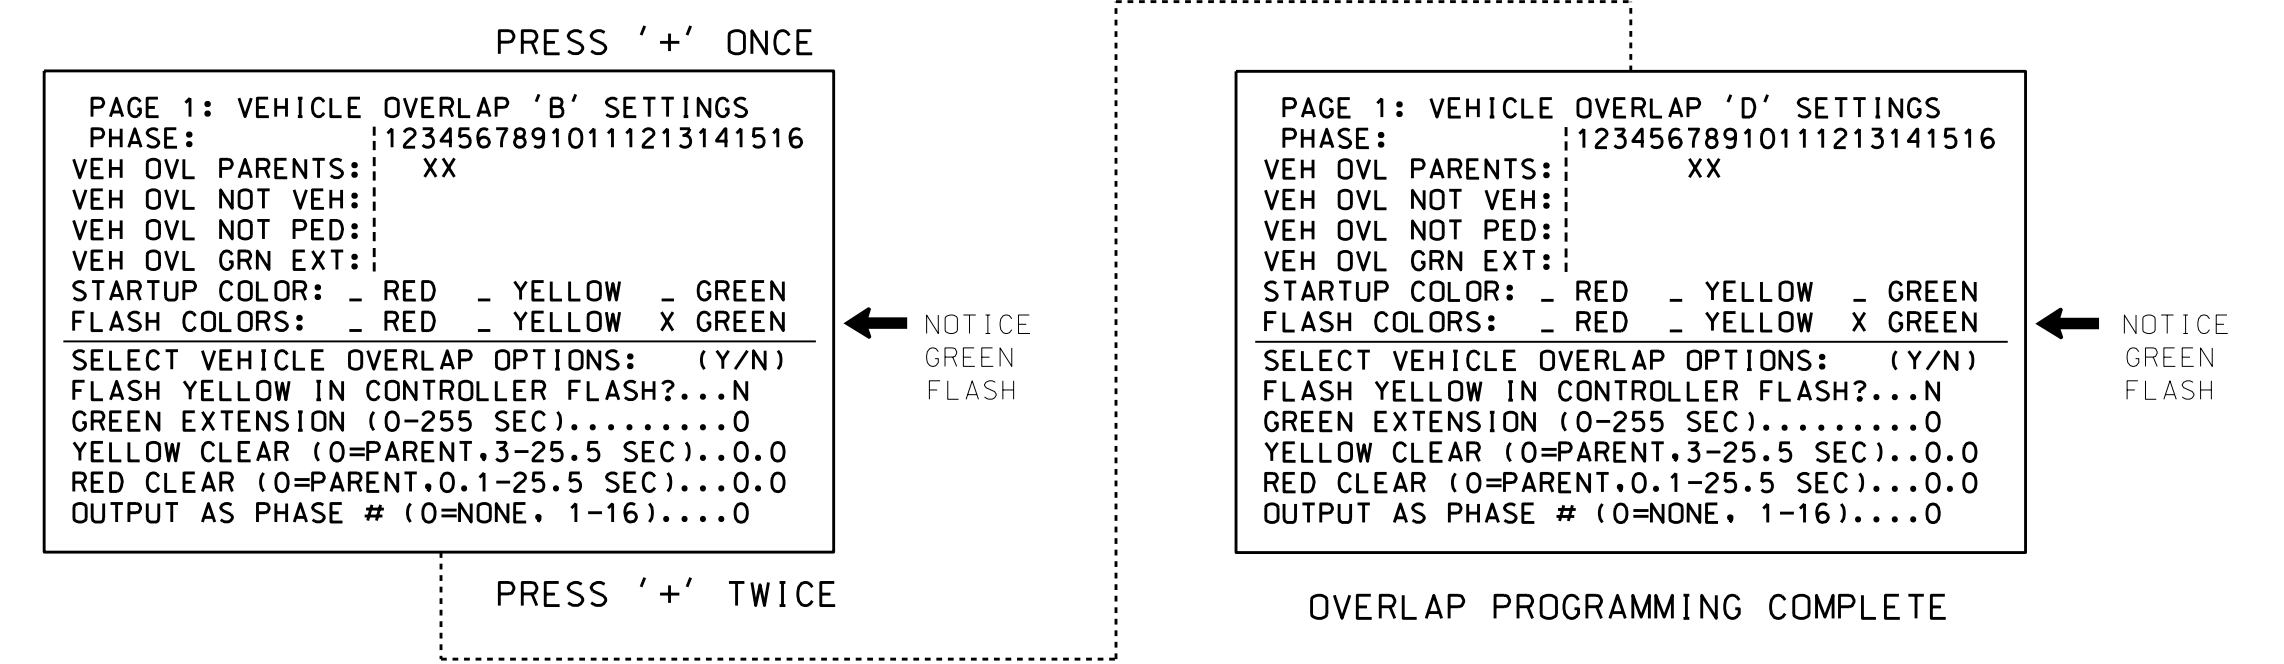 PRESS '+' ONCE
PAGE 1: VEHICLE OVERLAP 'B' SETTINGS
PHASE: |12345678910111213141516
VEH OVL PARENTS:| XX
VEH OVL NOT VEH:|
VEH OVL NOT PED:|
VEH OVL GRN EXT:|
STARTUP COLOR: _ RED _ YELLOW _ GREEN
FLASH COLORS: _ RED _ YELLOW X GREEN
SELECT VEHICLE OVERLAP OPTIONS: (Y/N)
FLASH YELLOW IN CONTROLLER FLASH?...N
GREEN EXTENSION (0-255 SEC).........0
YELLOW CLEAR (0=PARENT,3-25.5 SEC)..0.0
RED CLEAR (0=PARENT,0.1-25.5 SEC)...0.0
OUTPUT AS PHASE # (0=NONE, 1-16)....0
NOTICE
GREEN
FLASH
PRESS '+' TWICE
PAGE 1: VEHICLE OVERLAP 'D' SETTINGS
PHASE: |12345678910111213141516
VEH OVL PARENTS:| XX
VEH OVL NOT VEH:|
VEH OVL NOT PED:|
VEH OVL GRN EXT:|
STARTUP COLOR: _ RED _ YELLOW _ GREEN
FLASH COLORS: _ RED _ YELLOW X GREEN
SELECT VEHICLE OVERLAP OPTIONS: (Y/N)
FLASH YELLOW IN CONTROLLER FLASH?...N
GREEN EXTENSION (0-255 SEC).........0
YELLOW CLEAR (0=PARENT,3-25.5 SEC)..0.0
RED CLEAR (0=PARENT,0.1-25.5 SEC)...0.0
OUTPUT AS PHASE # (0=NONE, 1-16)....0
NOTICE
GREEN
FLASH
OVERLAP PROGRAMMING COMPLETE